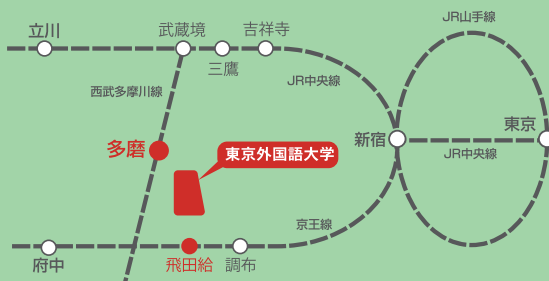 JR山手線
立川
武蔵境
吉祥寺
三鷹
JR中央線
西武多摩川線
東京
新宿
多磨
東京外国語大学
JR中央線
京王線
府中
飛田給
調布